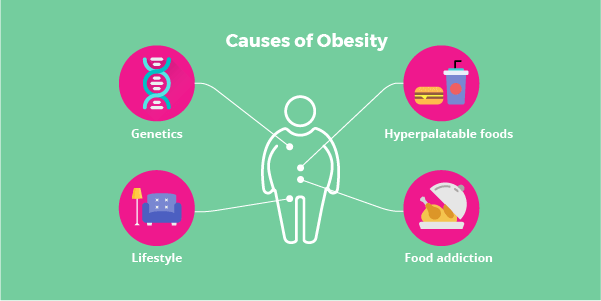 Causes of Obesity
Genetics
Hyperpalatable foods
Lifestyle
Food addiction